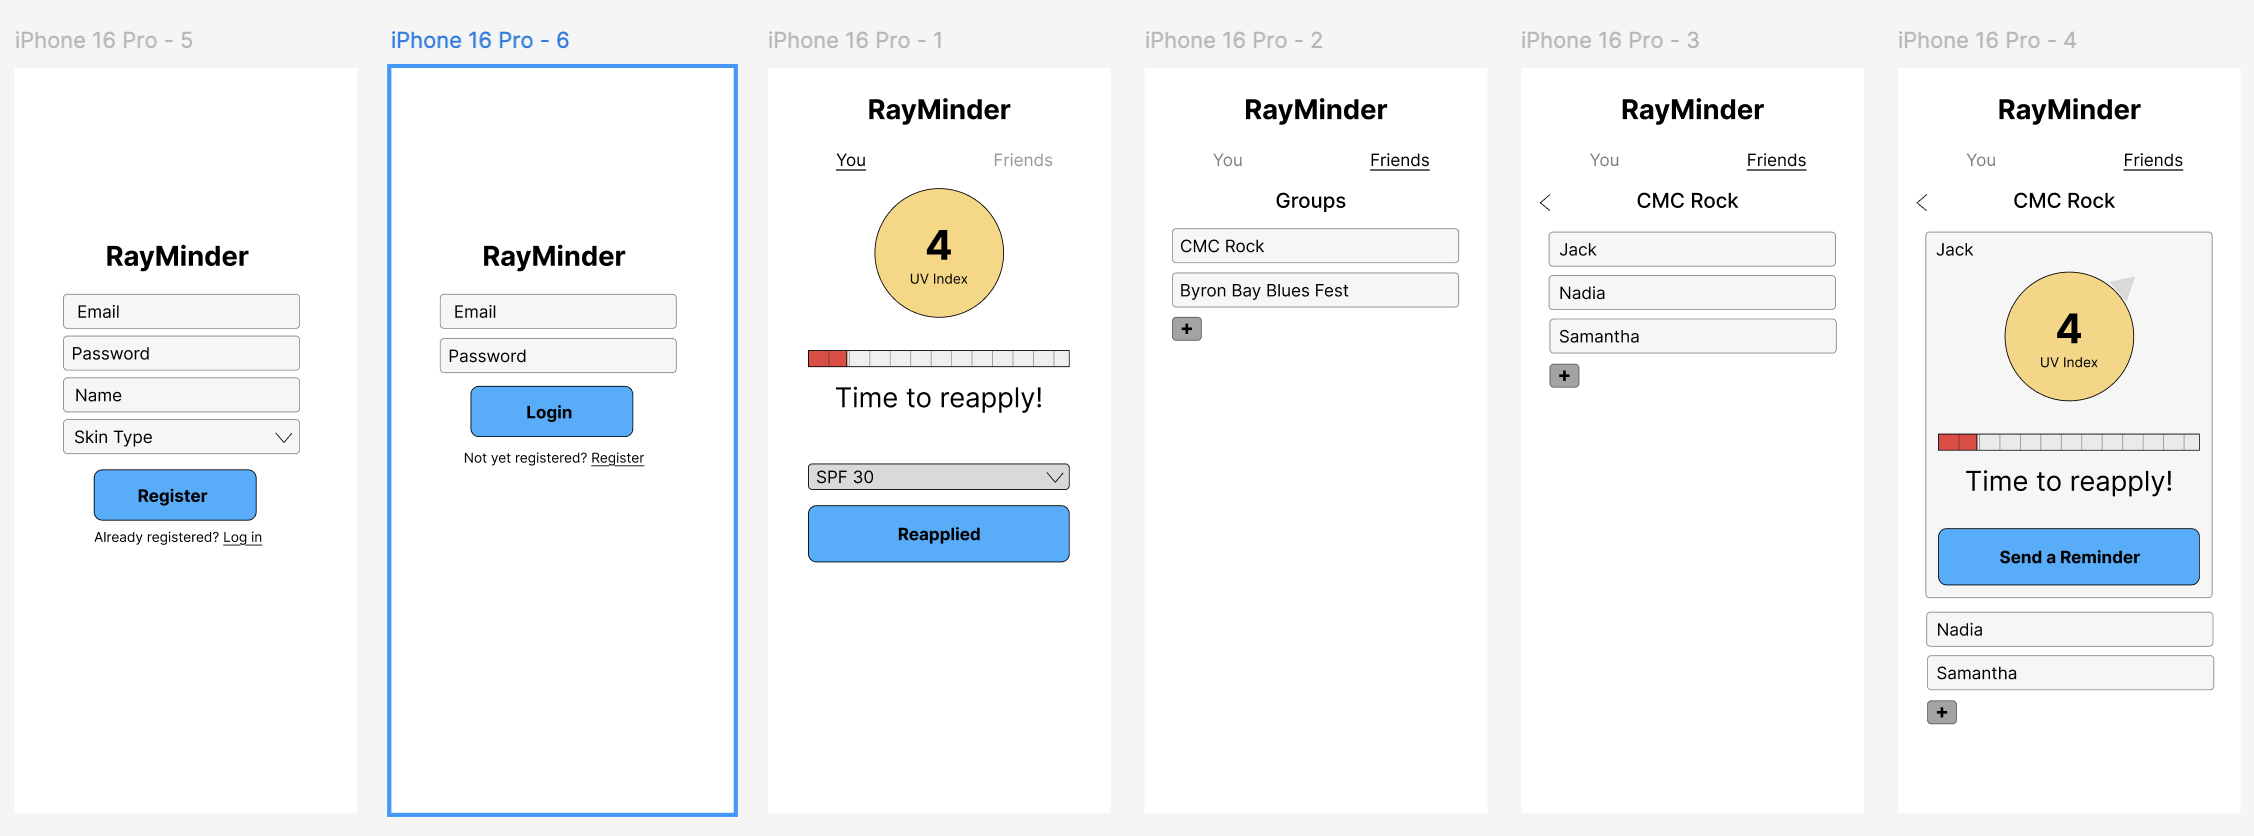 iPhone 16 Pro - 5
RayMinder
Email
Password
Name
Skin Type
Register
Already registered? Log in
iPhone 16 Pro - 6
RayMinder
Email
Password
Login
Not yet registered? Register
iPhone 16 Pro - 1
RayMinder
You Friends
4
UV Index
Time to reapply!
SPF 30
Reapplied
iPhone 16 Pro - 2
RayMinder
You Friends
Groups
CMC Rock
Byron Bay Blues Fest
+
iPhone 16 Pro - 3
RayMinder
You Friends
CMC Rock
Jack
Nadia
Samantha
+
iPhone 16 Pro - 4
RayMinder
You Friends
CMC Rock
Jack
4
UV Index
Time to reapply!
Send a Reminder
Nadia
Samantha
+